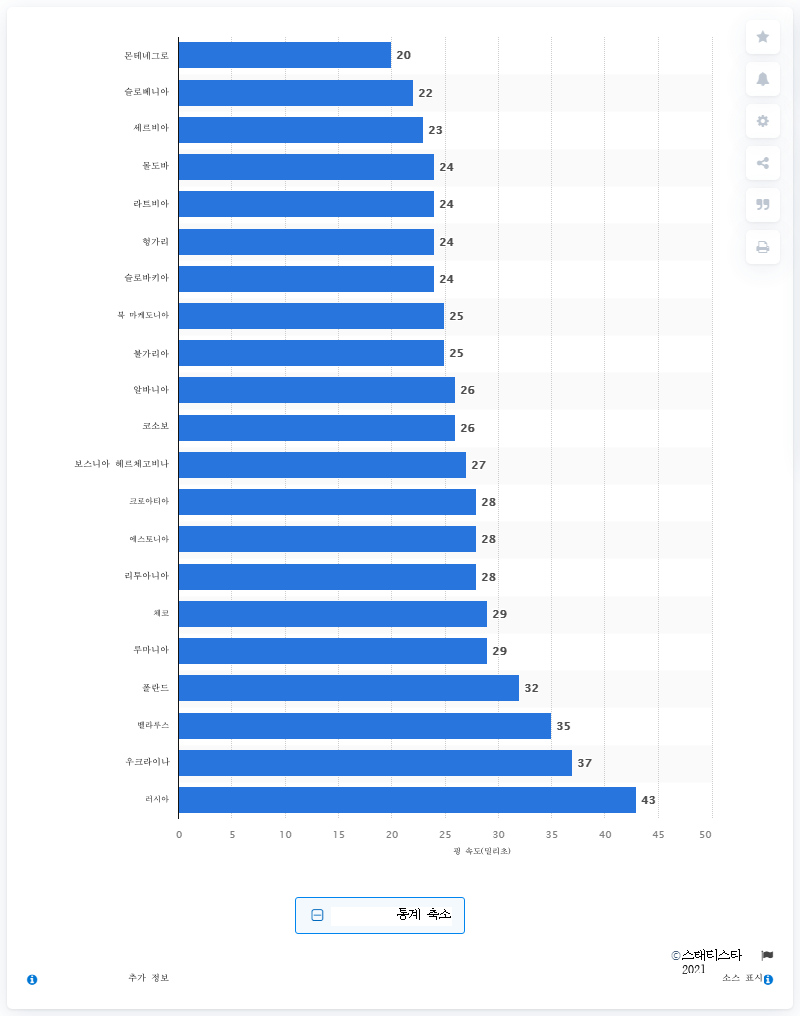 몬테네그로 20
슬로베니아 22
세르비아 23
몰도바 24
라트비아 24
헝가리 24
슬로바키아 24
북 마케도니아 25
불가리아 25
알바니아 26
코소보 26
보스니아 헤르체고비나 27
크로아티아 28
에스토니아 28
리투아니아 28
체코 29
루마니아 29
폴란드 32
벨라루스 35
우크라이나 37
러시아 43
0 5 10 15 20 25 30 35 40 45 50
핑 속도(밀리초)
통계 축소
©스태티스타
2021
추가 정보 소스 표시